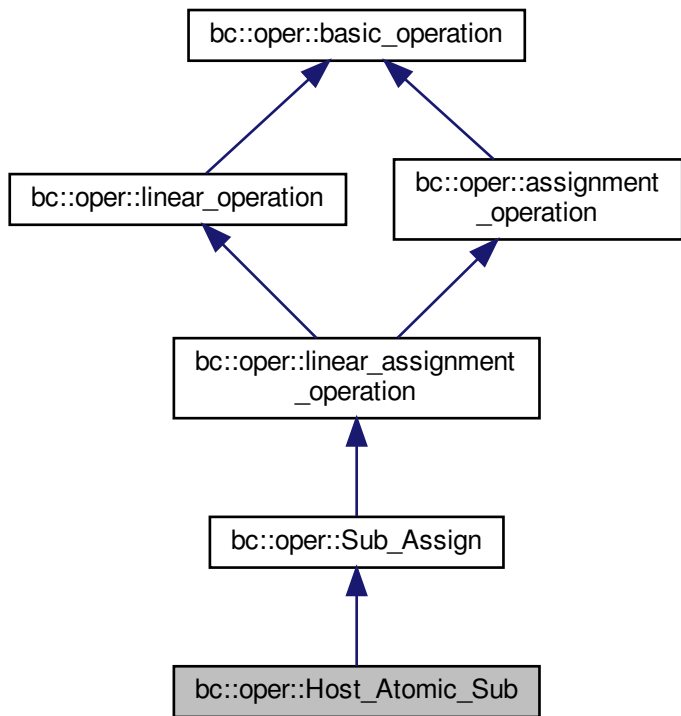 bc::oper::basic_operation
bc::oper::linear_operation
bc::oper::assignment
_operation
bc::oper::linear_assignment
_operation
bc::oper::Sub_Assign
bc::oper::Host_Atomic_Sub